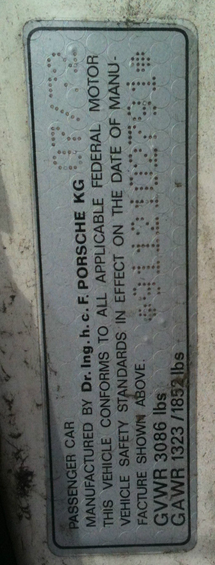 PASSENGER CAR
MANUFACTURED BY Dr. Ing. h. c. F. PORSCHE KG
THIS VEHICLE CONFORMS TO ALL APPLICABLE FEDERAL MOTOR
VEHICLE SAFETY STANDARDS IN EFFECT ON THE DATE OF MANU-
FACTURE SHOWN ABOVE.
GVWR 3086 lbs
GAWR 1323/1852 lbs